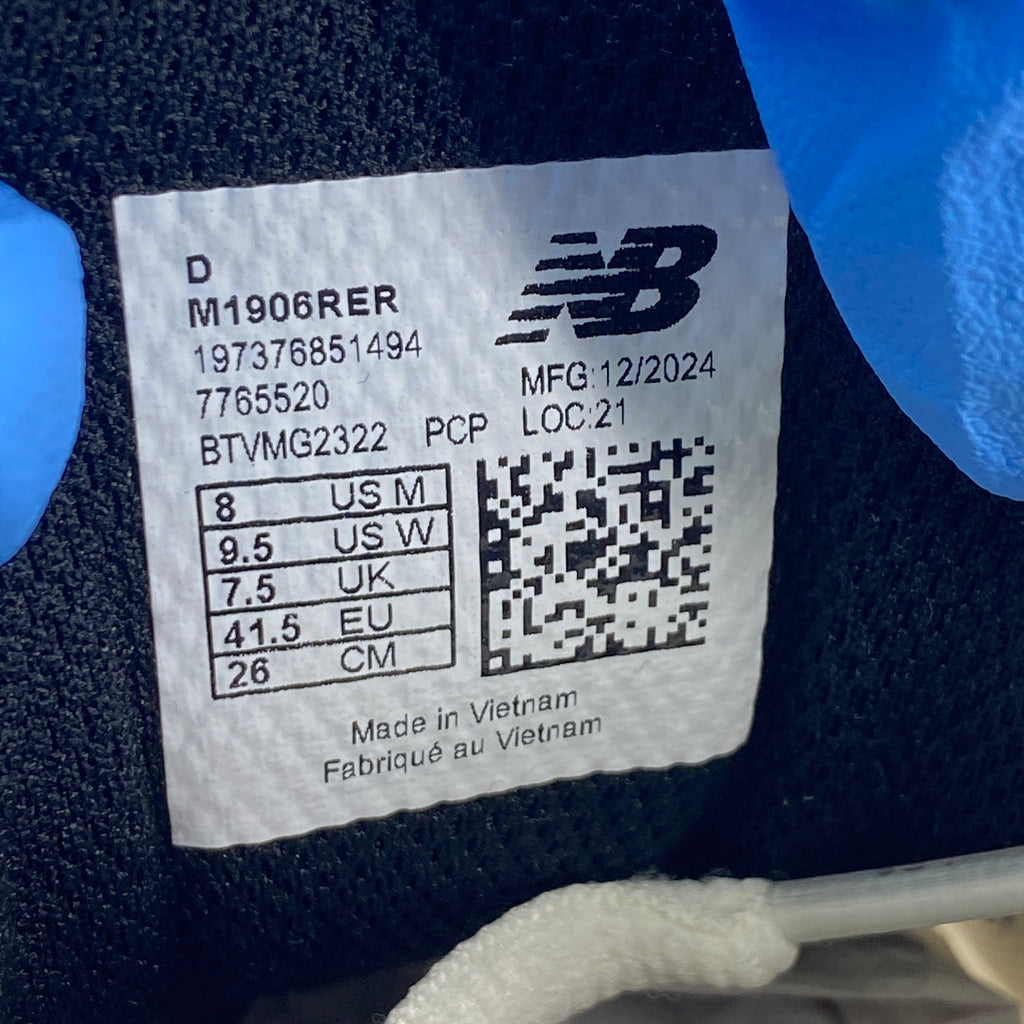 D
M1906RER
197376851494
7765520
BTVMG2322 PCP
NB
MFG:12/2024
LOC:21
8 US M
9.5 US W
7.5 UK
41.5 EU
26 CM
Made in Vietnam
Fabriqué au Vietnam